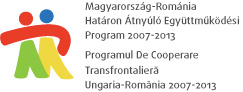 Magyarország-Románia
Határon Átnyúló Együttműködési
Program 2007-2013
Programul De Cooperare
Transfrontalieră
Ungaria-România 2007-2013